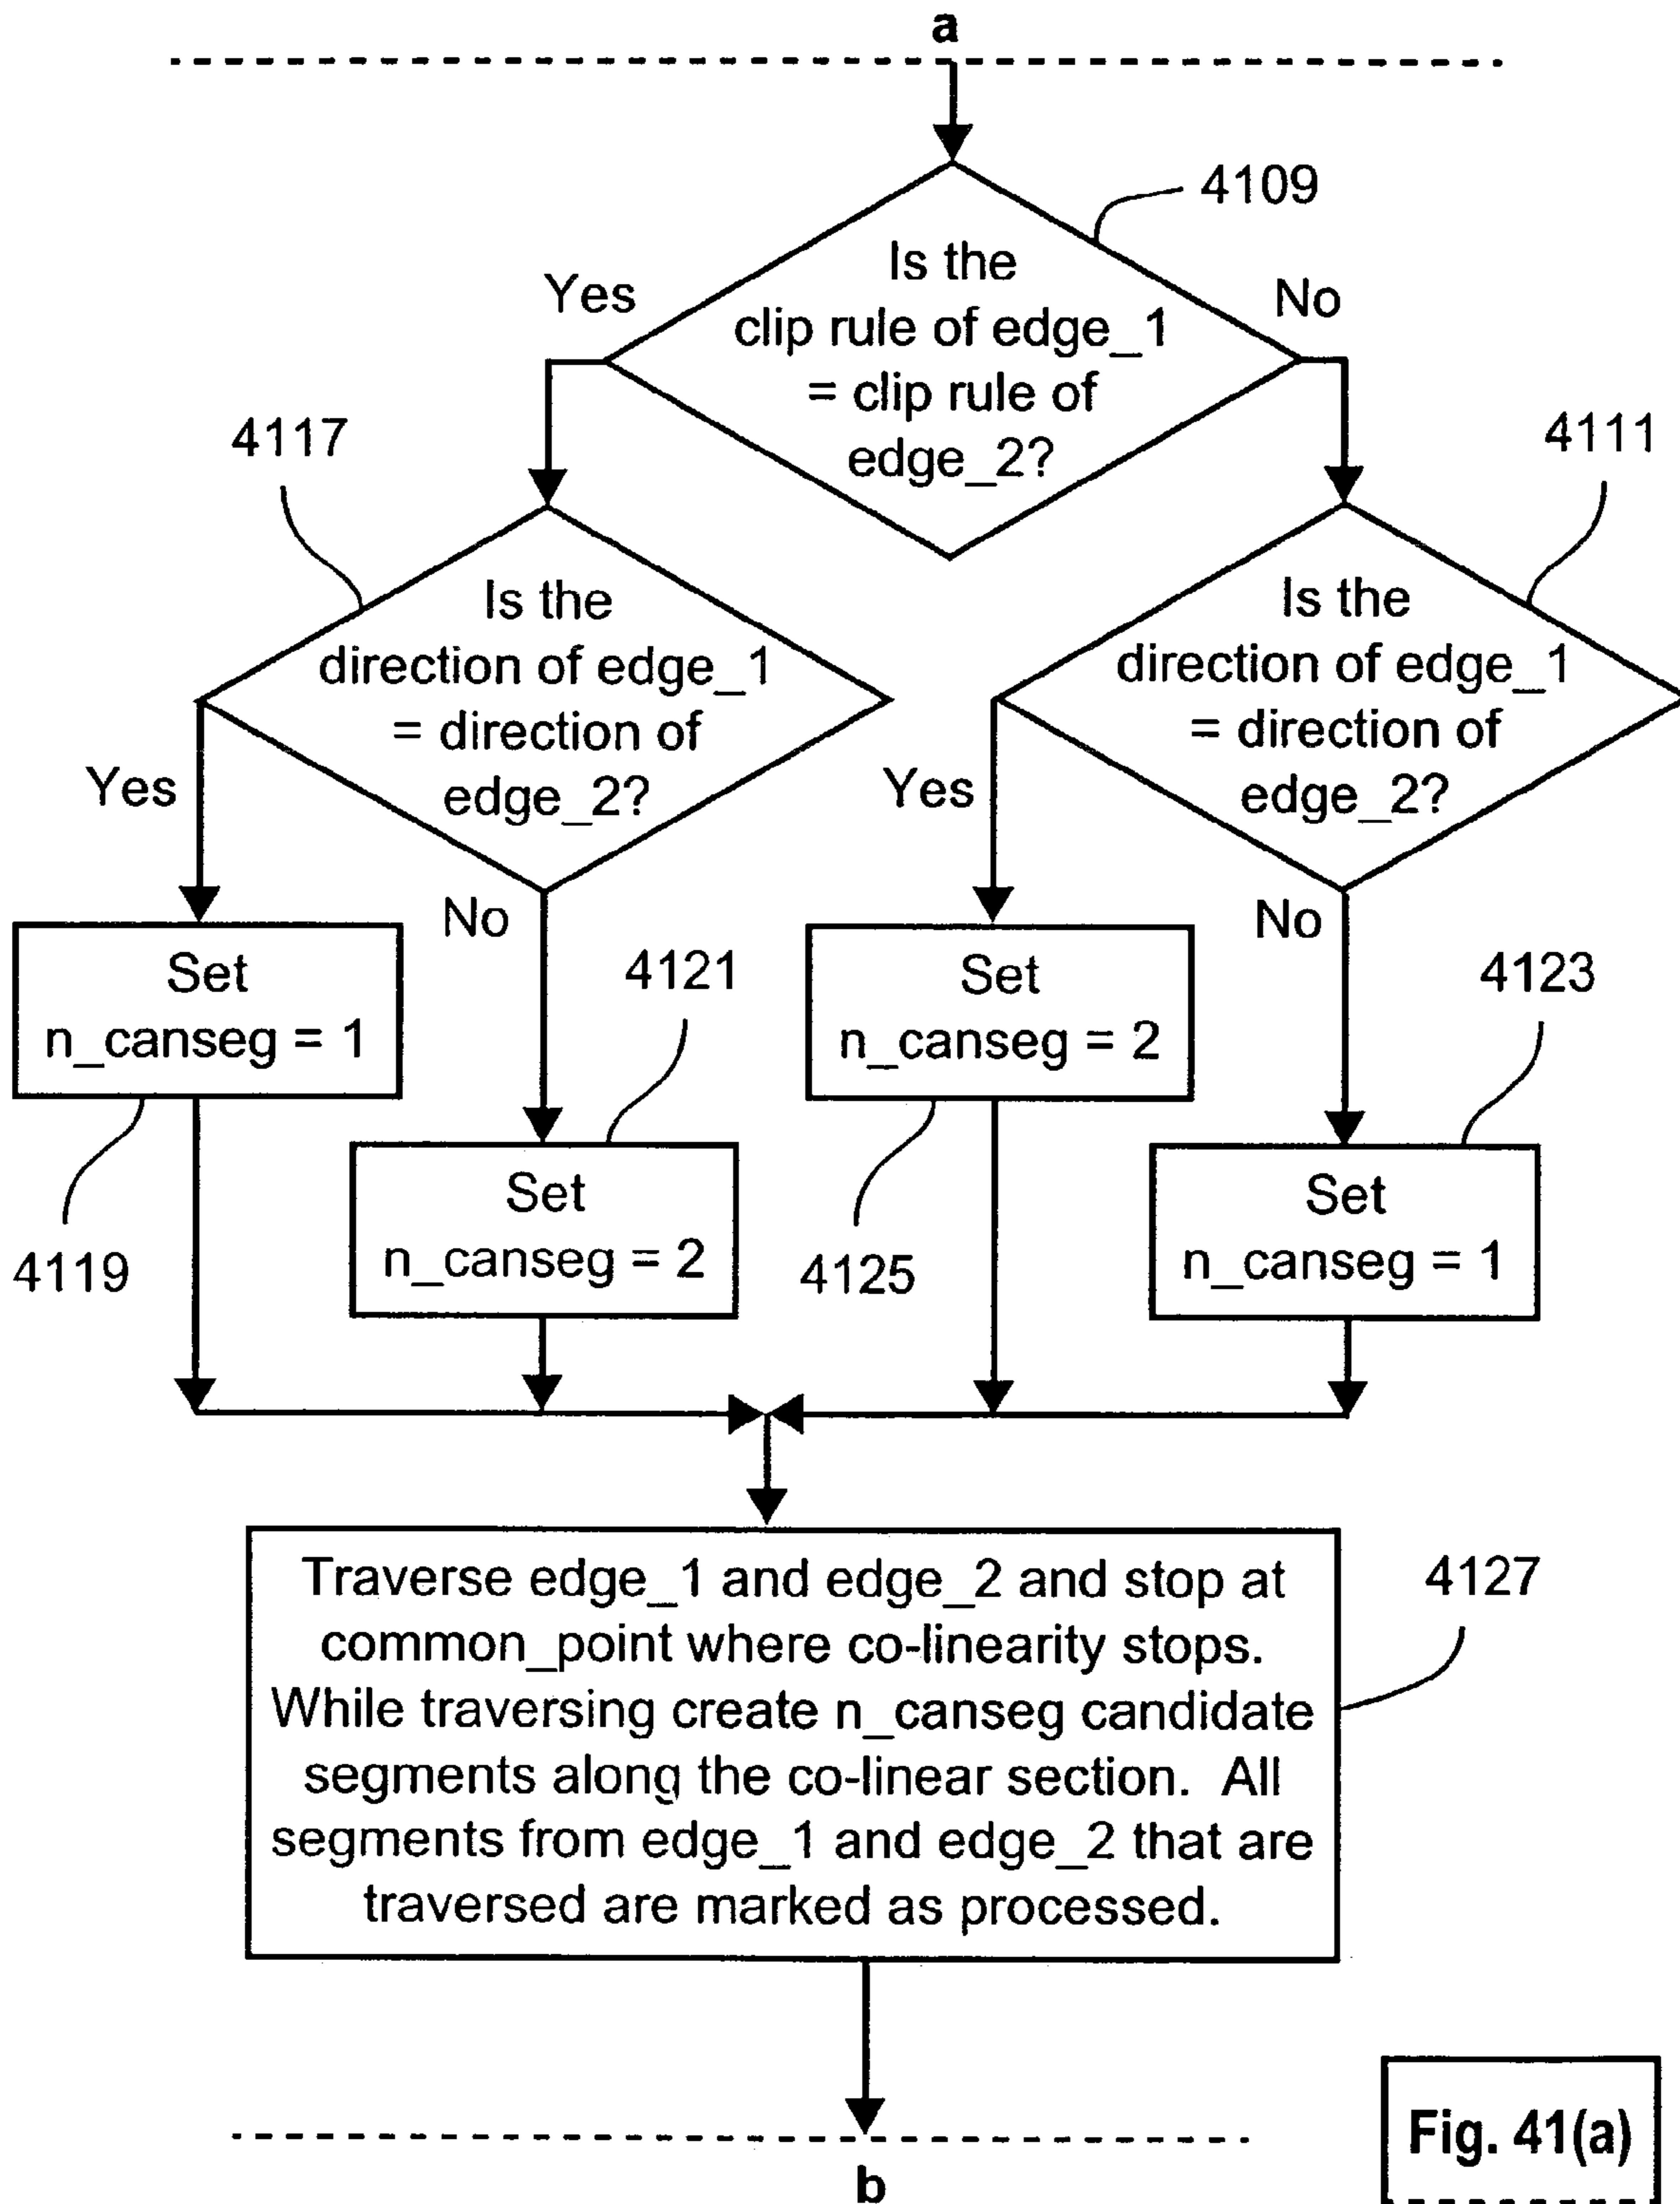 a
4109
Is the
clip rule of edge_1
= clip rule of
edge_2?
Yes
No
4117
4111
Is the
direction of edge_1
= direction of
edge_2?
Is the
direction of edge_1
= direction of
edge_2?
Yes
No
Yes
No
Set
n_canseg = 1
4121
Set
n_canseg = 2
4123
4119
Set
n_canseg = 2
4125
Set
n_canseg = 1
Traverse edge_1 and edge_2 and stop at
common_point where co-linearity stops.
While traversing create n_canseg candidate
segments along the co-linear section. All
segments from edge_1 and edge_2 that are
traversed are marked as processed.
4127
b
Fig. 41(a)